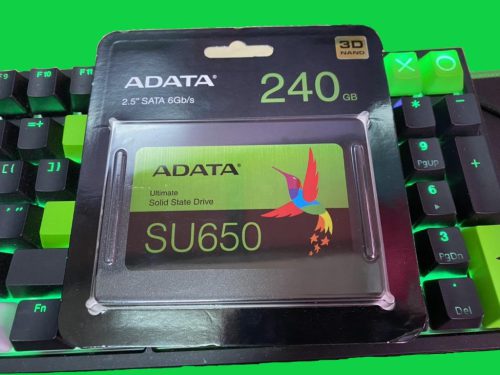 3D
NAND
ADATA®
2.5" SATA 6Gb/s
240 GB
ADATA®
Ultimate
Solid State Drive
SU650
F9
F10
F11
X
O
=+
*
-
9
PgUp
+
6
3
PgDn
.
Del
Fn